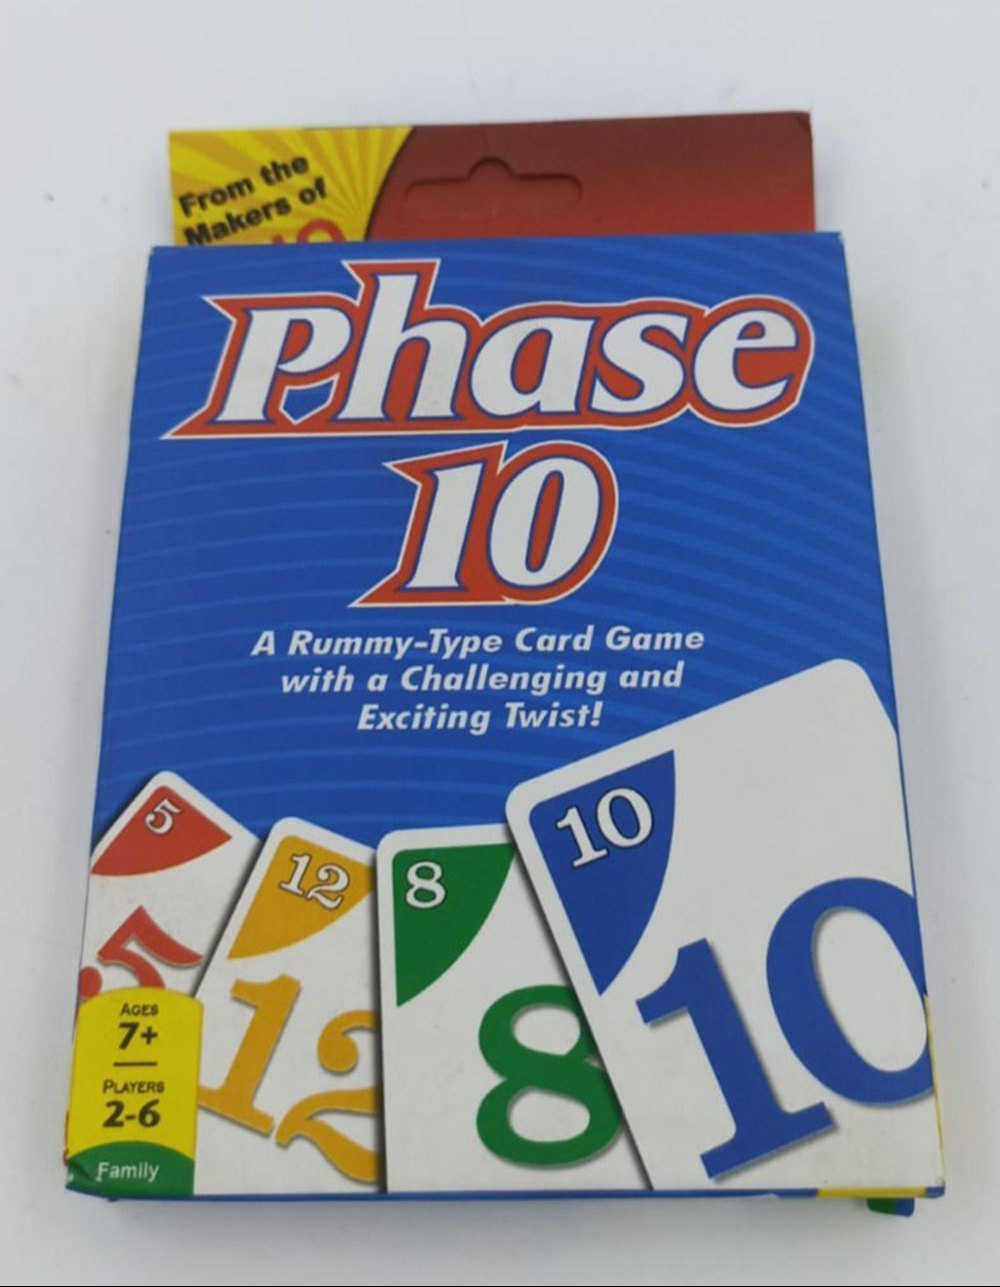 From the
Makers of
Phase
10
A Rummy-Type Card Game
with a Challenging and
Exciting Twist!
5
12
8
10
5
12
8
10
AGES
7+
PLAYERS
2-6
Family